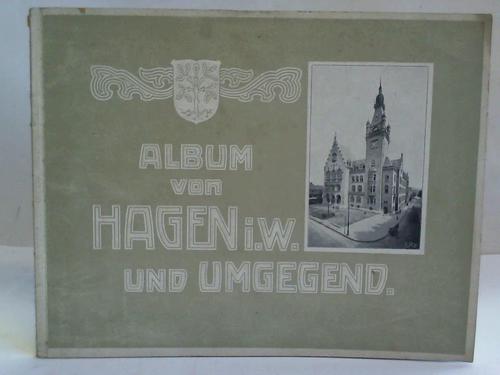 ALBUM
von
HAGEN i.W.
UND UMGEGEND.